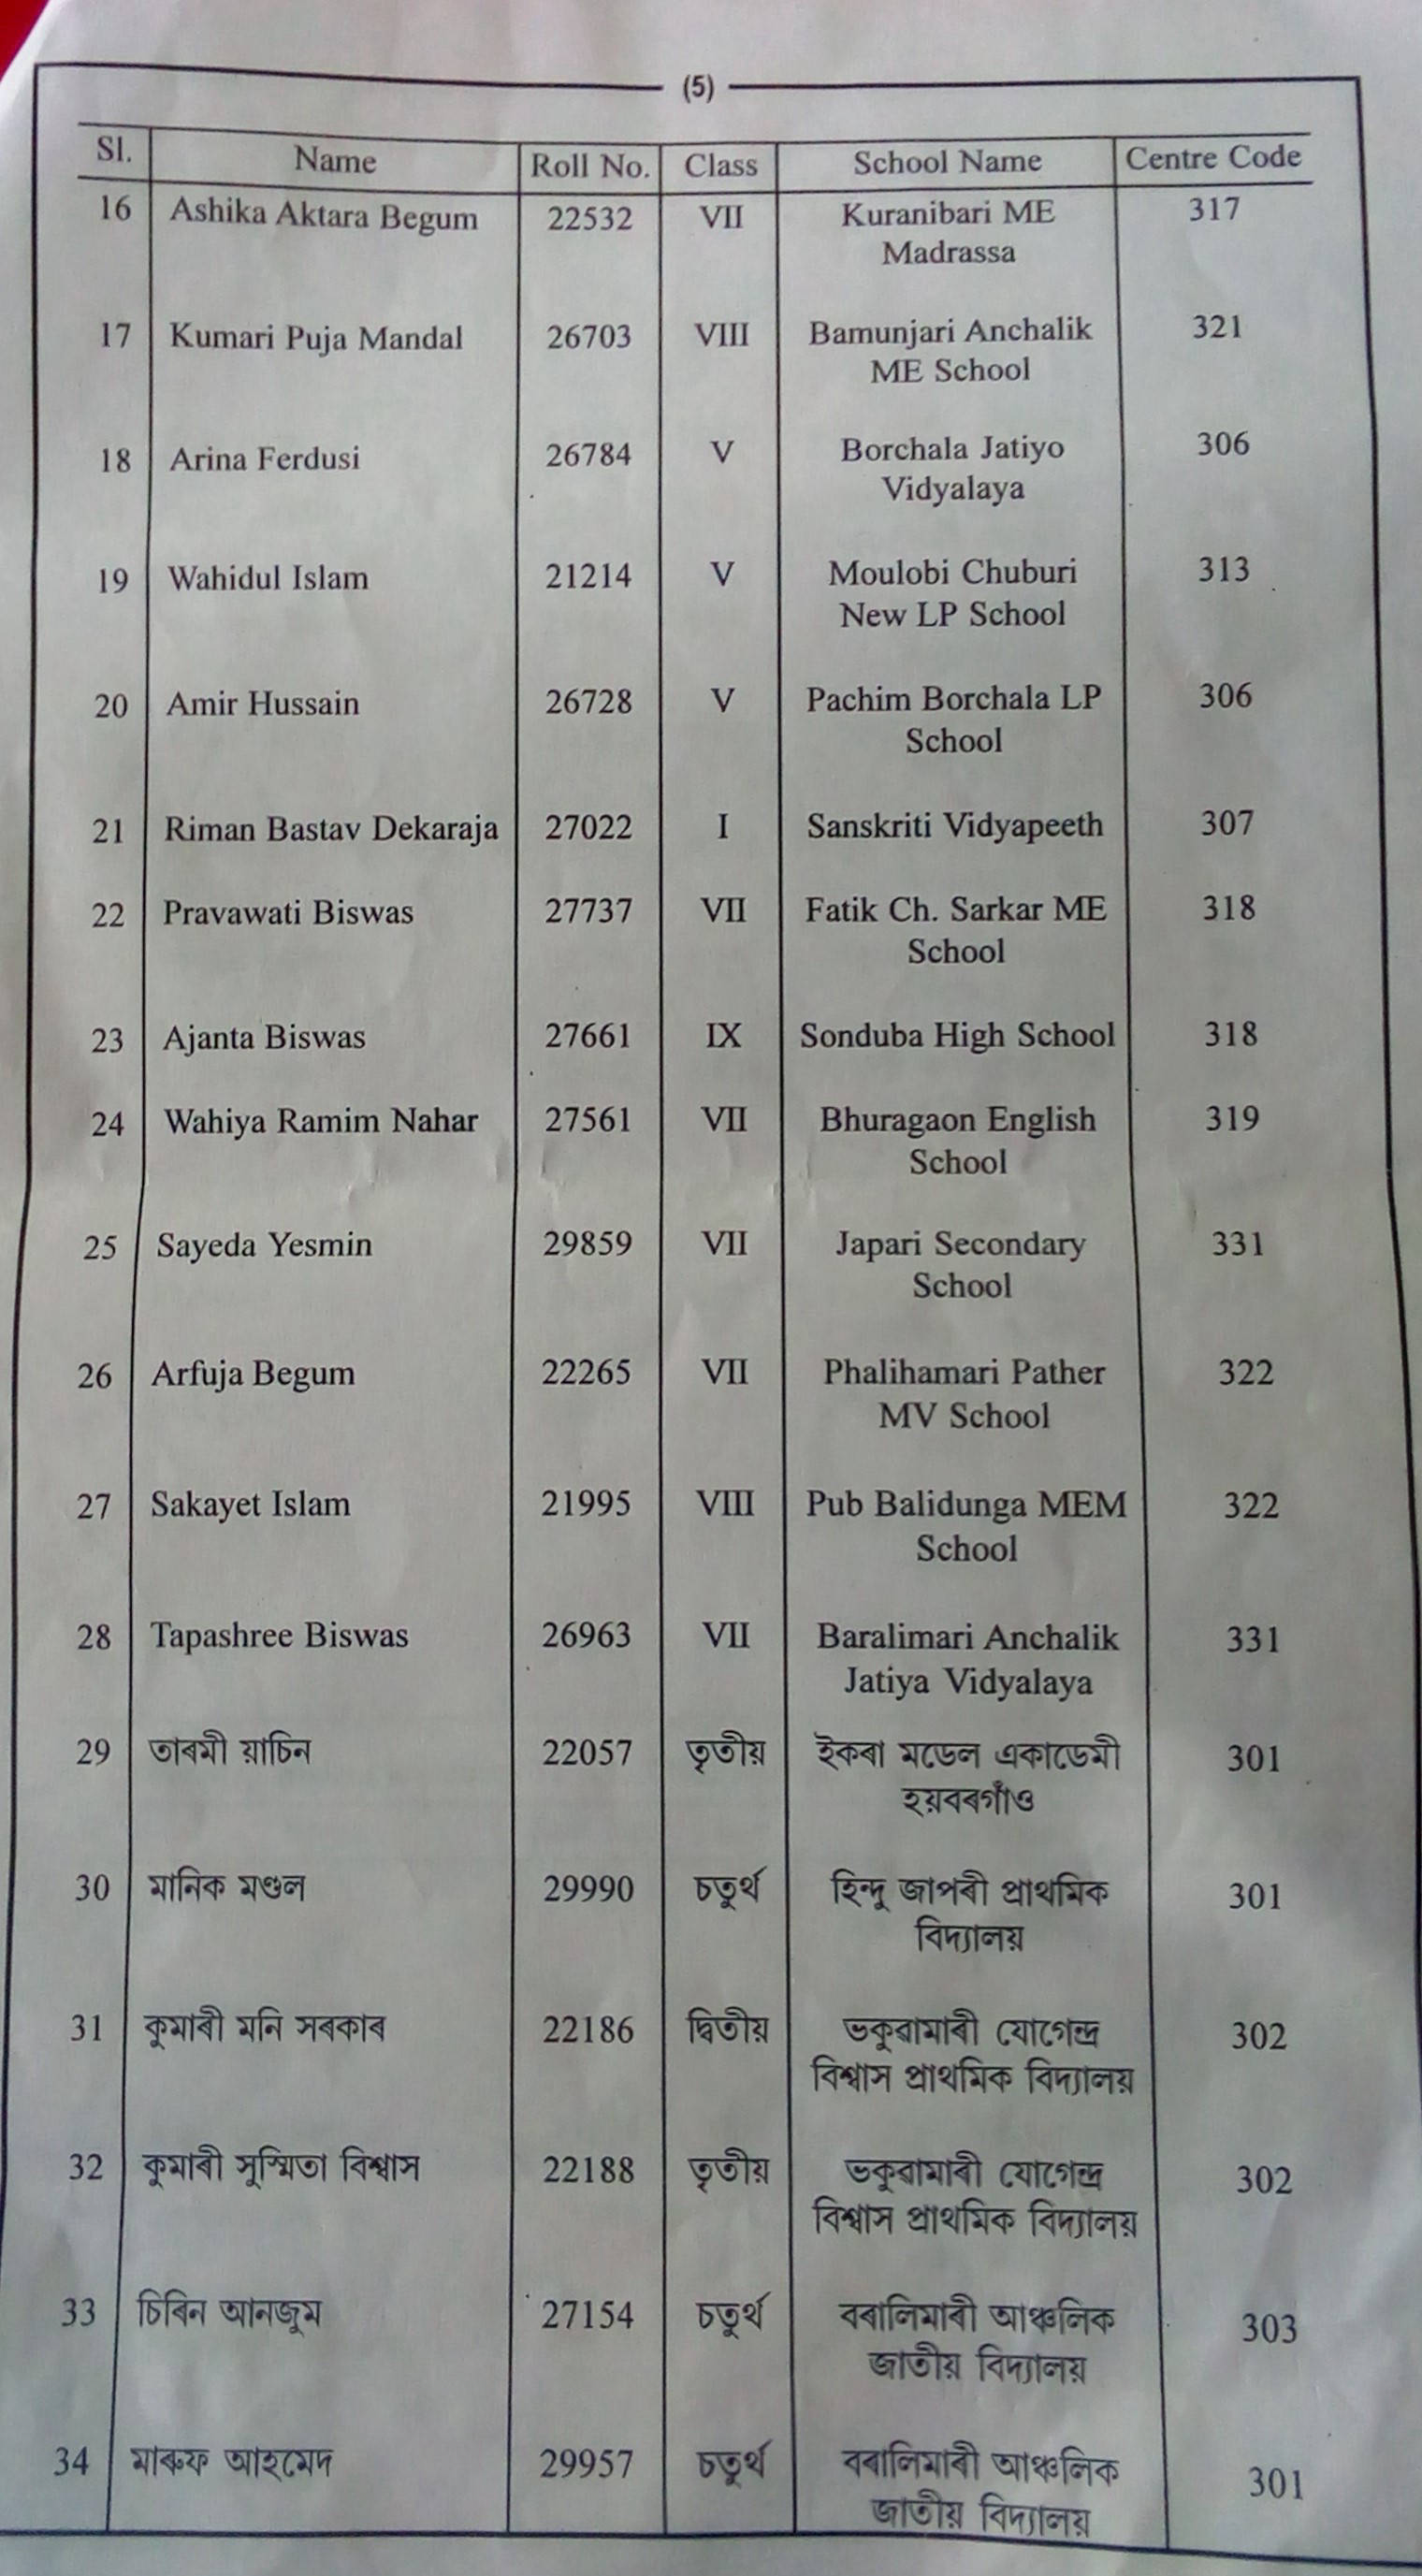 (5)
Sl. Name Roll No. Class School Name Centre Code
16 Ashika Aktara Begum 22532 VII Kuranibari ME 317
Madrassa
17 Kumari Puja Mandal 26703 VIII Bamunjari Anchalik 321
ME School
18 Arina Ferdusi 26784 V Borchala Jatiyo 306
Vidyalaya
19 Wahidul Islam 21214 V Moulobi Chuburi 313
New LP School
20 Amir Hussain 26728 V Pachim Borchala LP 306
School
21 Riman Bastav Dekaraja 27022 I Sanskriti Vidyapeeth 307
22 Pravawati Biswas 27737 VII Fatik Ch. Sarkar ME 318
School
23 Ajanta Biswas 27661 IX Sonduba High School 318
24 Wahiya Ramim Nahar 27561 VII Bhuragaon English 319
School
25 Sayeda Yesmin 29859 VII Japari Secondary 331
School
26 Arfuja Begum 22265 VII Phalihamari Pather 322
MV School
27 Sakayet Islam 21995 VIII Pub Balidunga MEM 322
School
28 Tapashree Biswas 26963 VII Baralimari Anchalik 331
Jatiya Vidyalaya
29 তাৰমী য়াচিন 22057 তৃতীয় ইকৰা মডেল একাডেমী 301
হয়বৰগাঁও
30 মানিক মণ্ডল 29990 চতুৰ্থ হিন্দু জাপৰী প্ৰাথমিক 301
বিদ্যালয়
31 কুমাৰী মনি সৰকাৰ 22186 দ্বিতীয় ভকুৱামাৰী যোগেন্দ্ৰ 302
বিশ্বাস প্ৰাথমিক বিদ্যালয়
32 কুমাৰী সুস্মিতা বিশ্বাস 22188 তৃতীয় ভকুৱামাৰী যোগেন্দ্ৰ 302
বিশ্বাস প্ৰাথমিক বিদ্যালয়
33 চিৰিন আনজুম 27154 চতুৰ্থ বৰালিমাৰী আঞ্চলিক 303
জাতীয় বিদ্যালয়
34 মাৰুফ আহমেদ 29957 চতুৰ্থ বৰালিমাৰী আঞ্চলিক 301
জাতীয় বিদ্যালয়